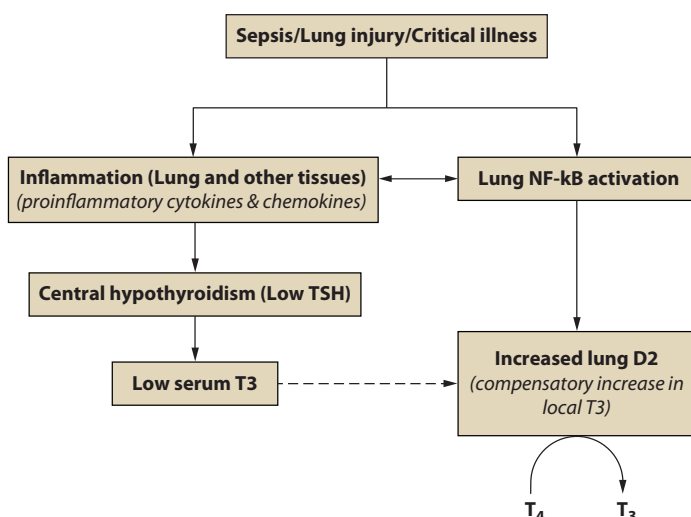 Sepsis/Lung injury/Critical illness
Inflammation (Lung and other tissues)
(proinflammatory cytokines & chemokines)
Lung NF-kB activation
Central hypothyroidism (Low TSH)
Low serum T3
Increased lung D2
(compensatory increase in
local T3)
T₄ T₃